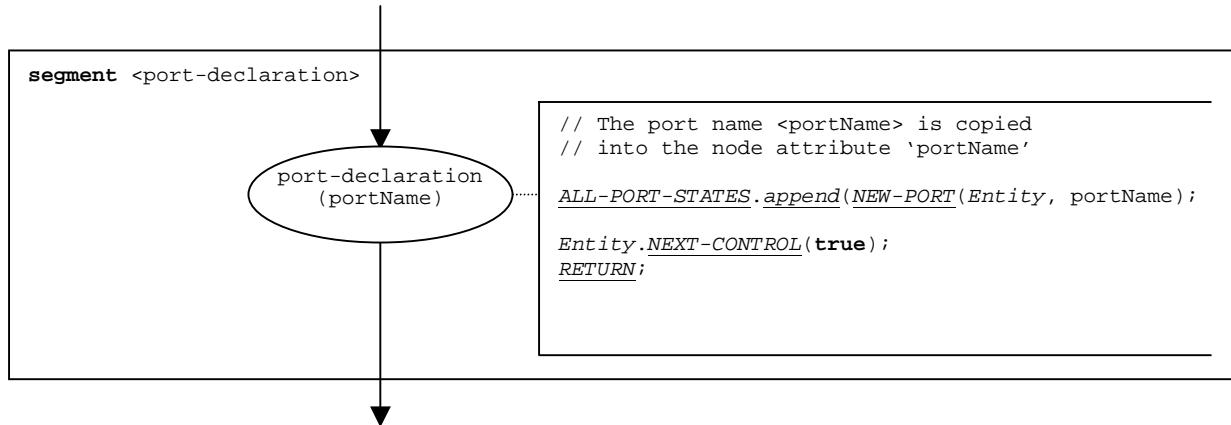 segment <port-declaration>
port-declaration
(portName)
// The port name <portName> is copied
// into the node attribute ‘portName’
ALL-PORT-STATES.append(NEW-PORT(Entity, portName);
Entity.NEXT-CONTROL(true);
RETURN;